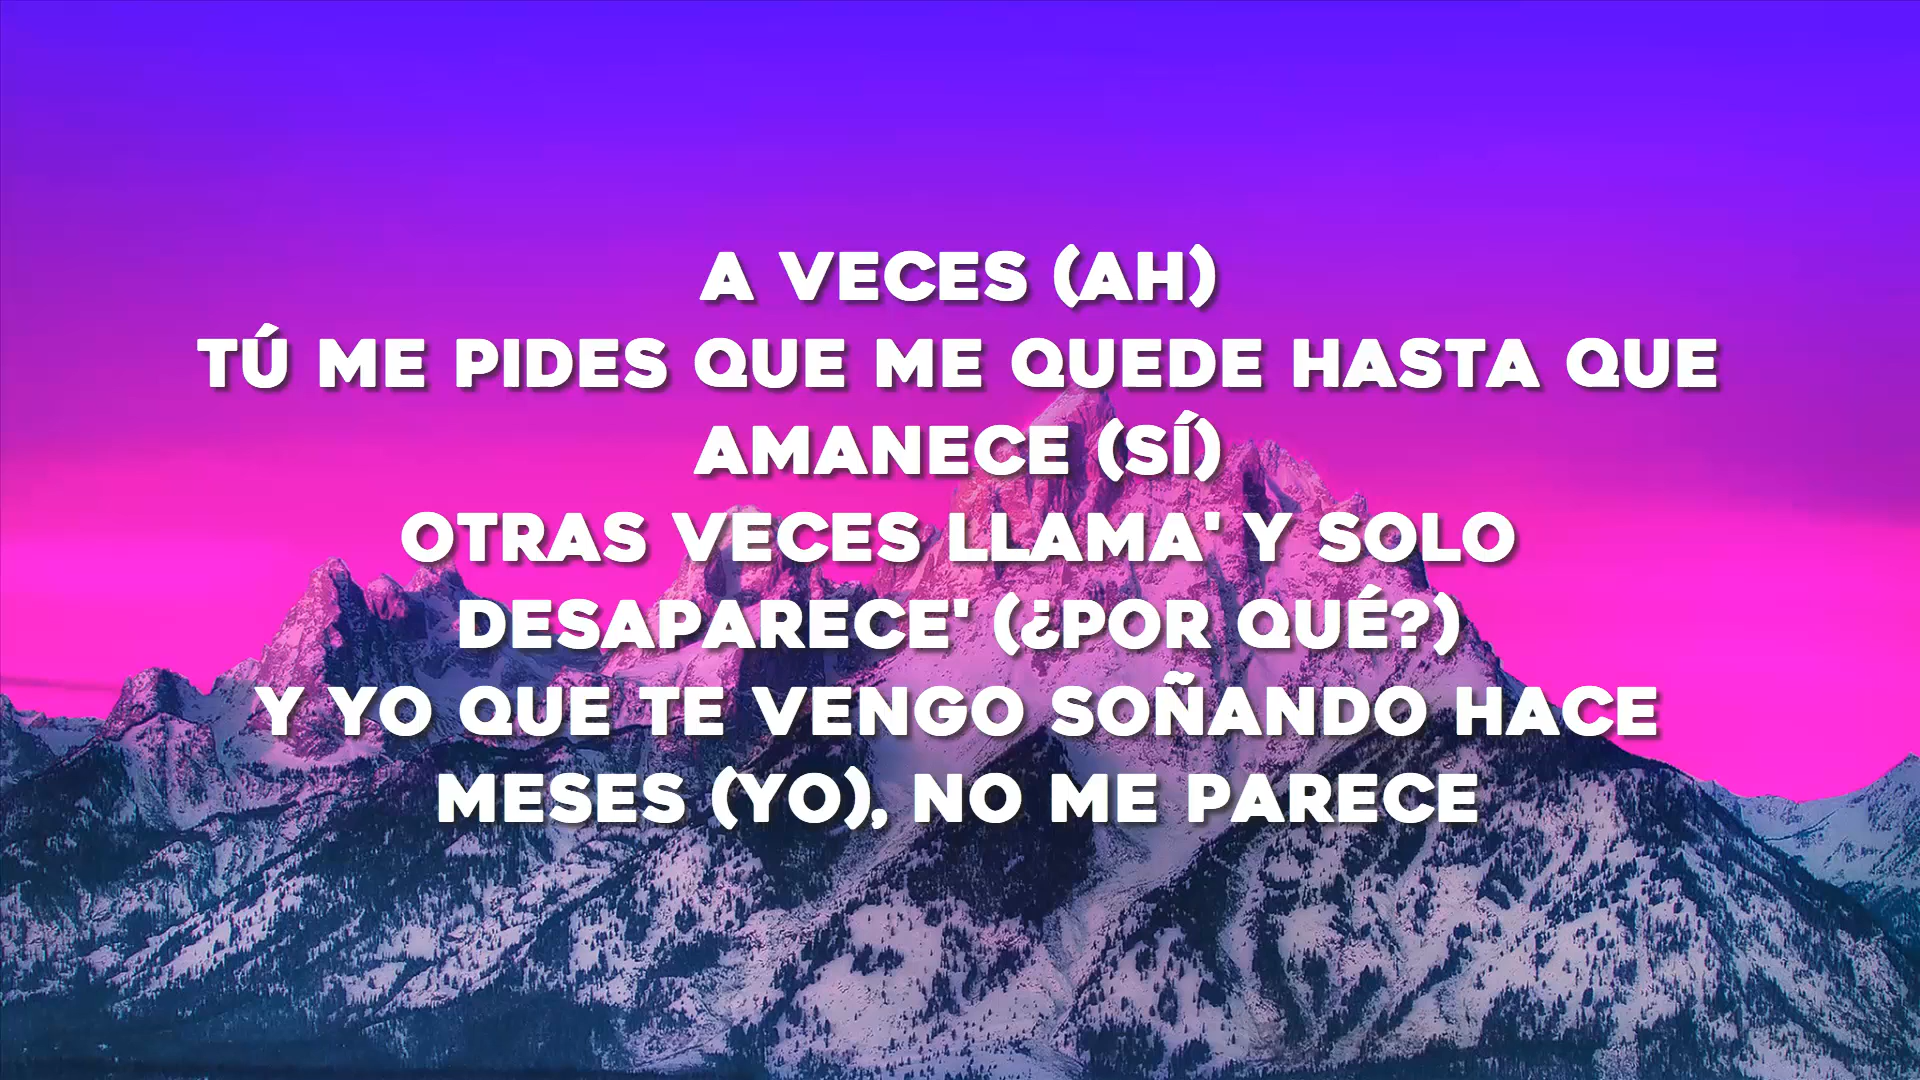 A VECES (AH)
TÚ ME PIDES QUE ME QUEDE HASTA QUE
AMANECE (SÍ)
OTRAS VECES LLAMA' Y SOLO
DESAPARECE' (¿POR QUÉ?)
Y YO QUE TE VENGO SOÑANDO HACE
MESES (YO), NO ME PARECE